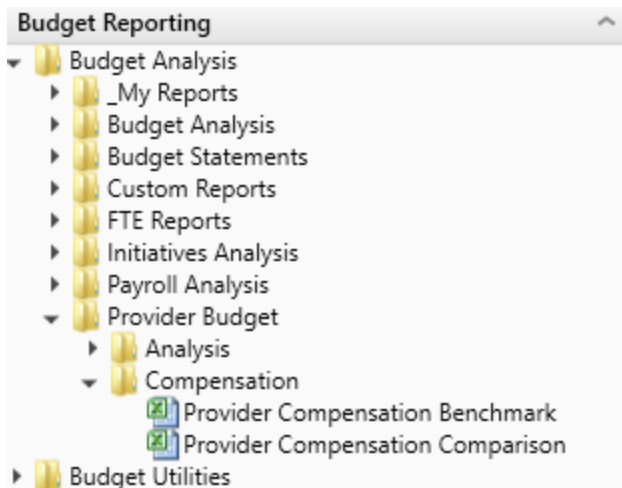 Budget Reporting
Budget Analysis
_My Reports
Budget Analysis
Budget Statements
Custom Reports
FTE Reports
Initiatives Analysis
Payroll Analysis
Provider Budget
Analysis
Compensation
Provider Compensation Benchmark
Provider Compensation Comparison
Budget Utilities